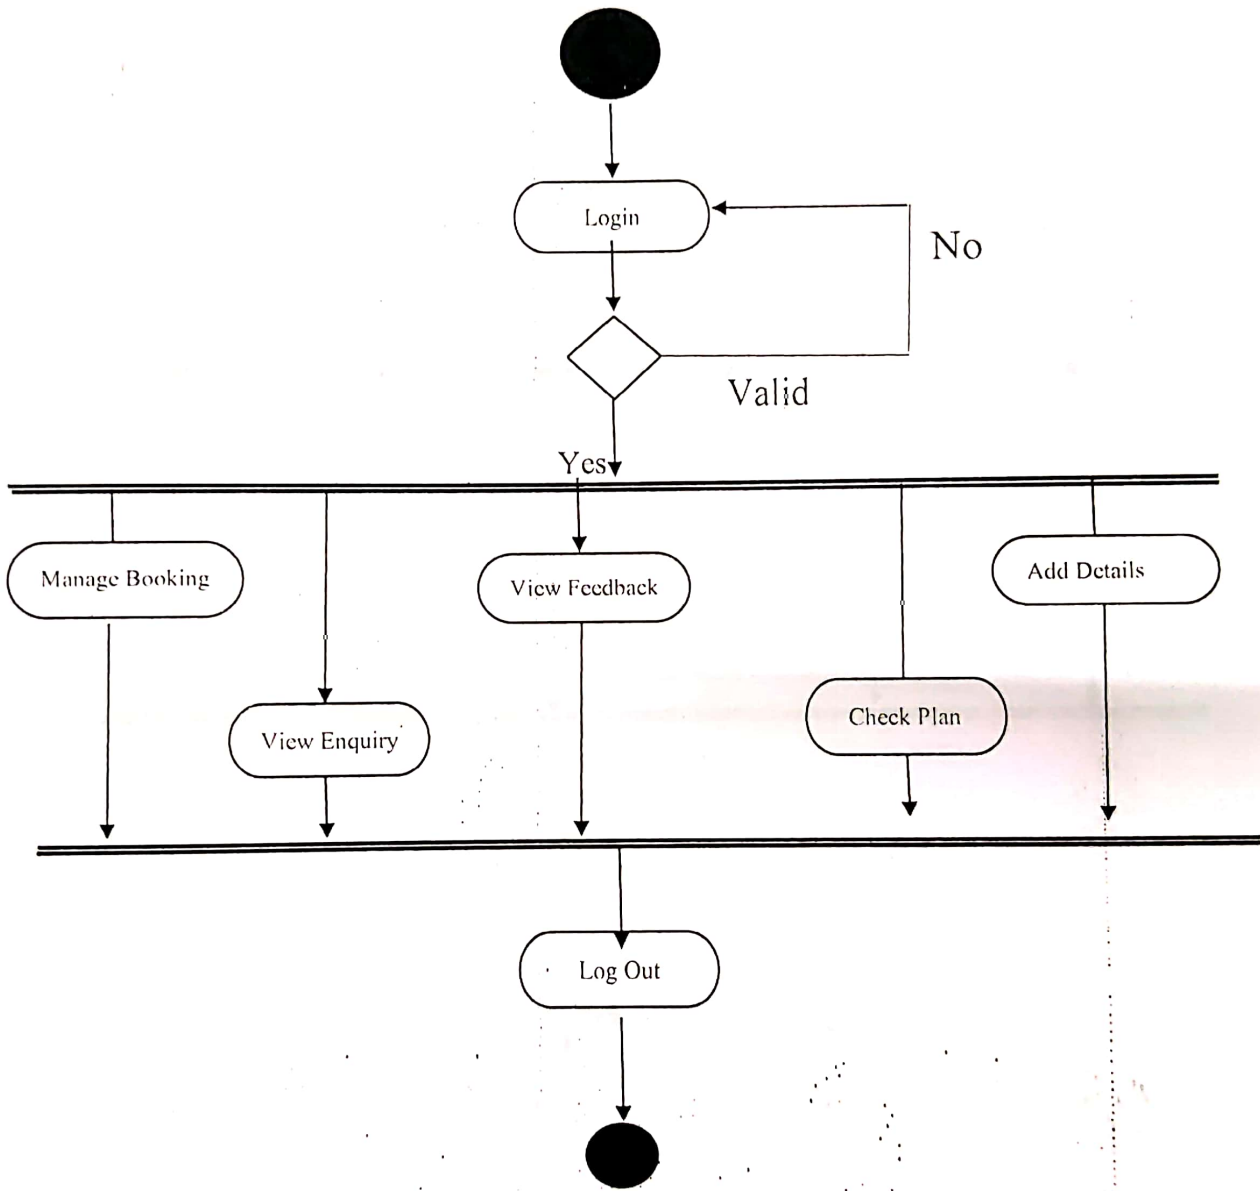 Login
No
Valid
Yes
Manage Booking
View Feedback
Add Details
View Enquiry
Check Plan
Log Out